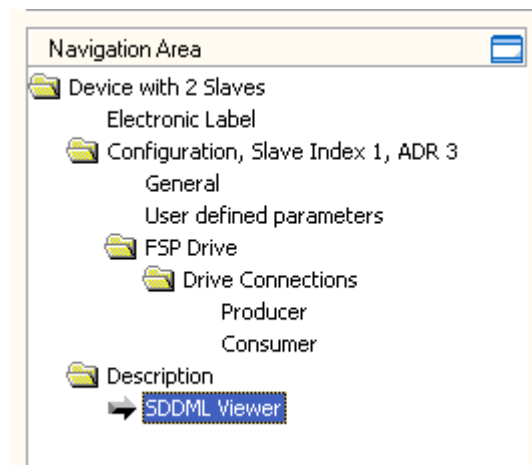 Navigation Area
Device with 2 Slaves
Electronic Label
Configuration, Slave Index 1, ADR 3
General
User defined parameters
FSP Drive
Drive Connections
Producer
Consumer
Description
SDDML Viewer